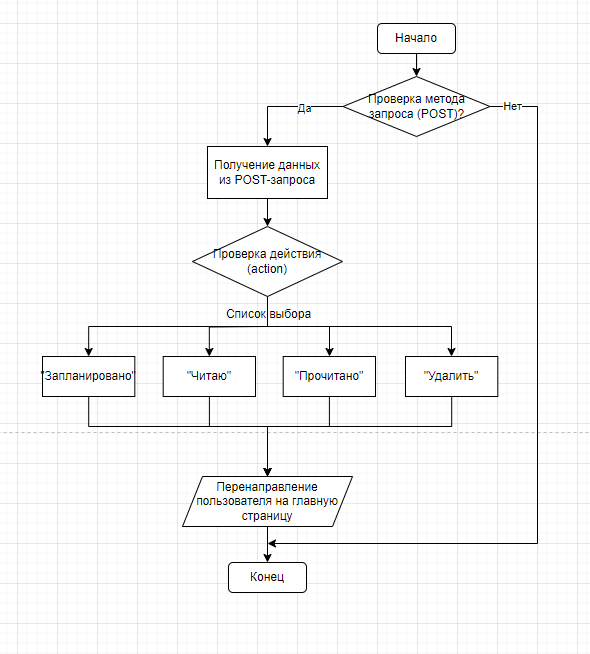 Начало
Проверка метода
запроса (POST)?
Да
Нет
Получение данных
из POST-запроса
Проверка действия
(action)
Список выбора
"Запланировано"
"Читаю"
"Прочитано"
"Удалить"
Перенаправление
пользователя на главную
страницу
Конец